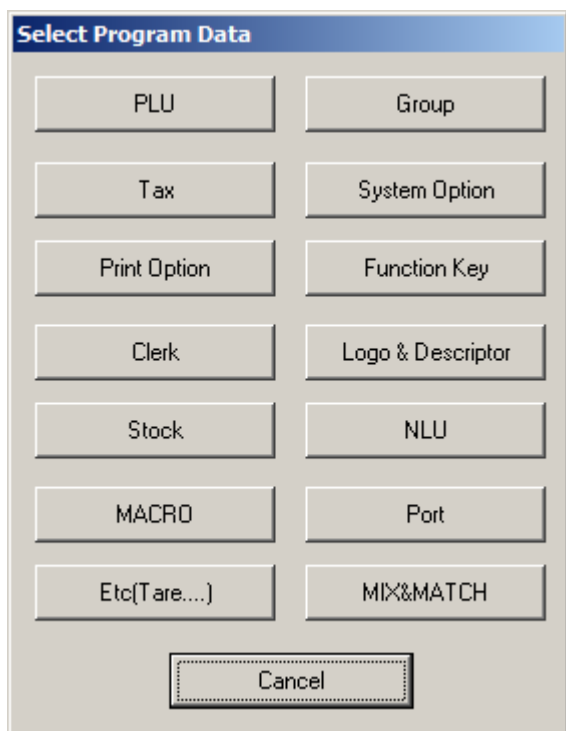 Select Program Data
PLU Group
Tax System Option
Print Option Function Key
Clerk Logo & Descriptor
Stock NLU
MACRO Port
Etc(Tare....) MIX&MATCH
Cancel